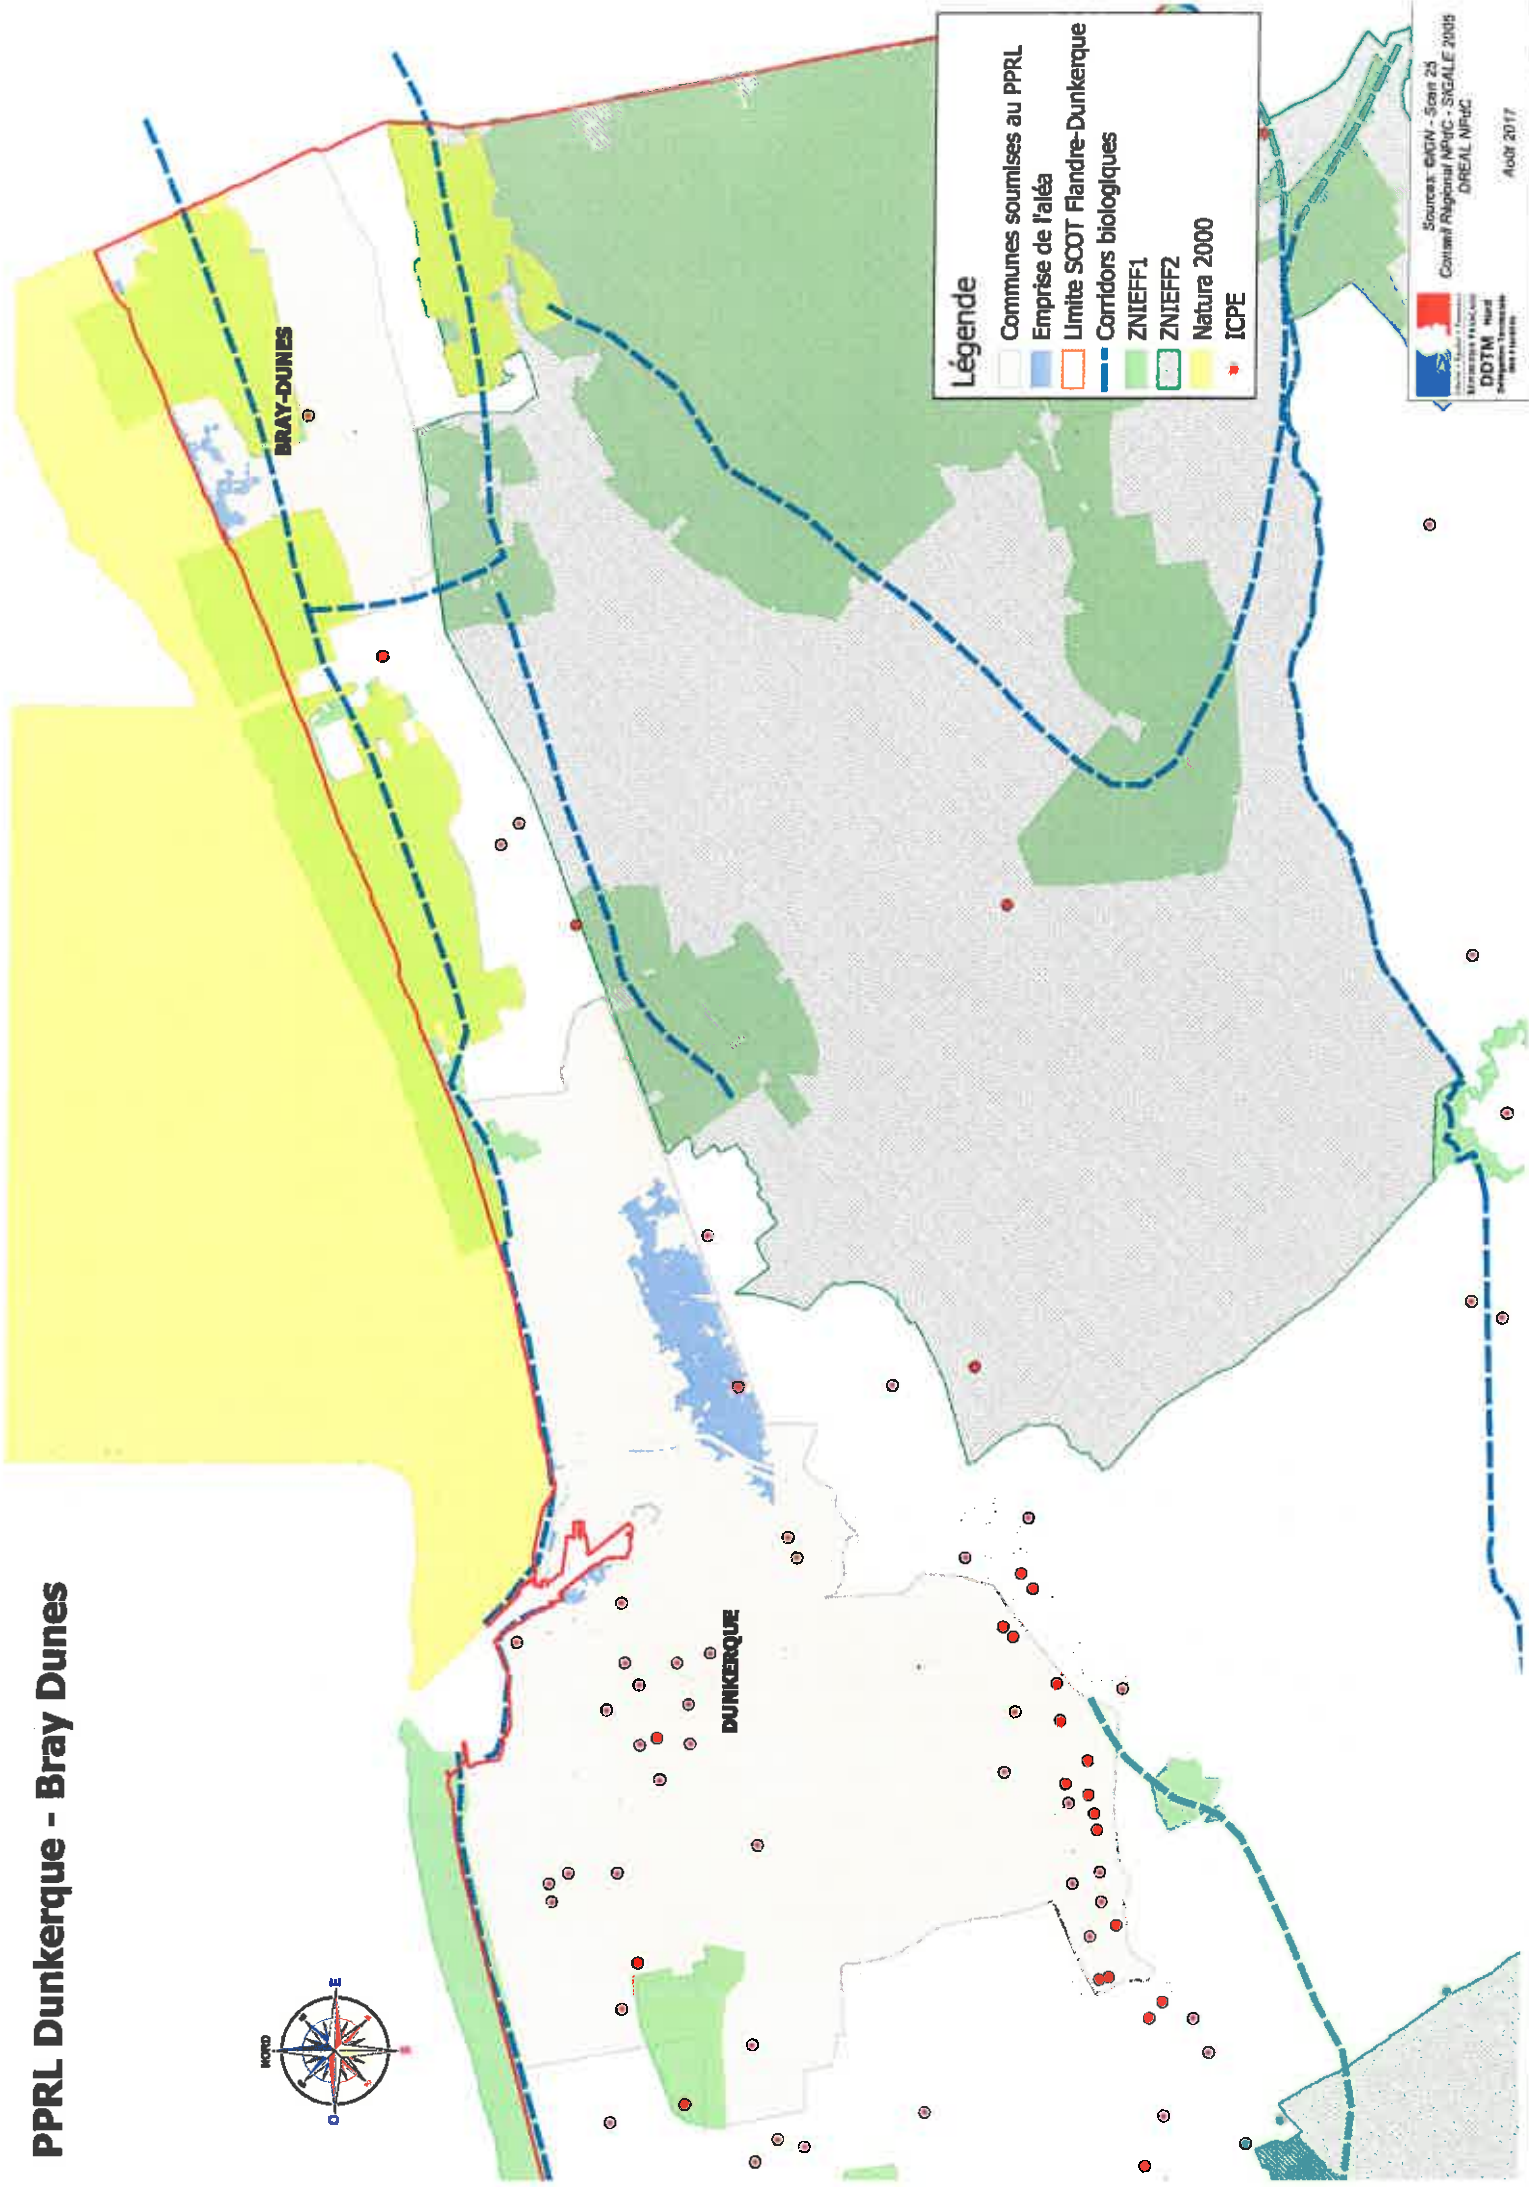 PPRL Dunkerque - Bray Dunes
NORD
E
S
O
BRAY-DUNES
DUNKERQUE
Légende
Communes soumises au PPRL
Emprise de l'aléa
Limite SCOT Flandre-Dunkerque
Corridors biologiques
ZNIEFF1
ZNIEFF2
Natura 2000
ICPE
Sources: ©IGN - Scan 25
Conseil Régional NPdC - SIGALE 2005
DREAL NPdC
Août 2017
RÉPUBLIQUE FRANÇAISE
DDTM Nord